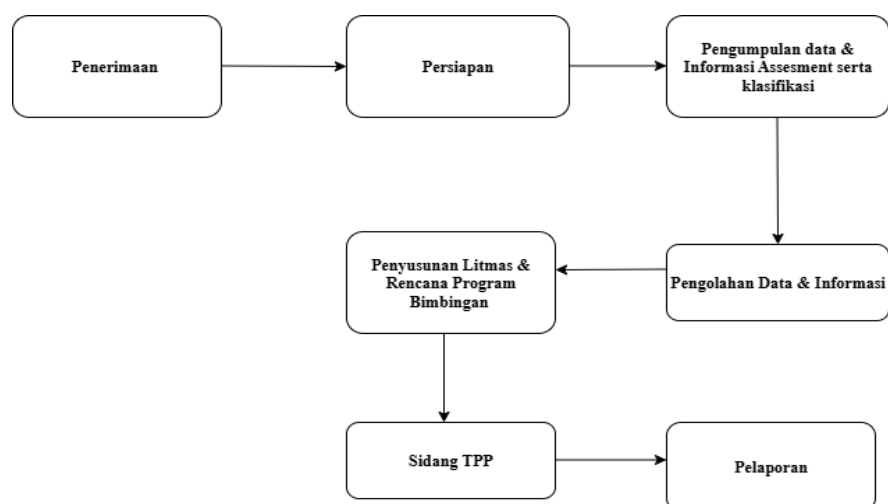 Penerimaan
Persiapan
Pengumpulan data &
Informasi Assesment serta
klasifikasi
Pengolahan Data & Informasi
Penyusunan Litmas &
Rencana Program
Bimbingan
Sidang TPP
Pelaporan